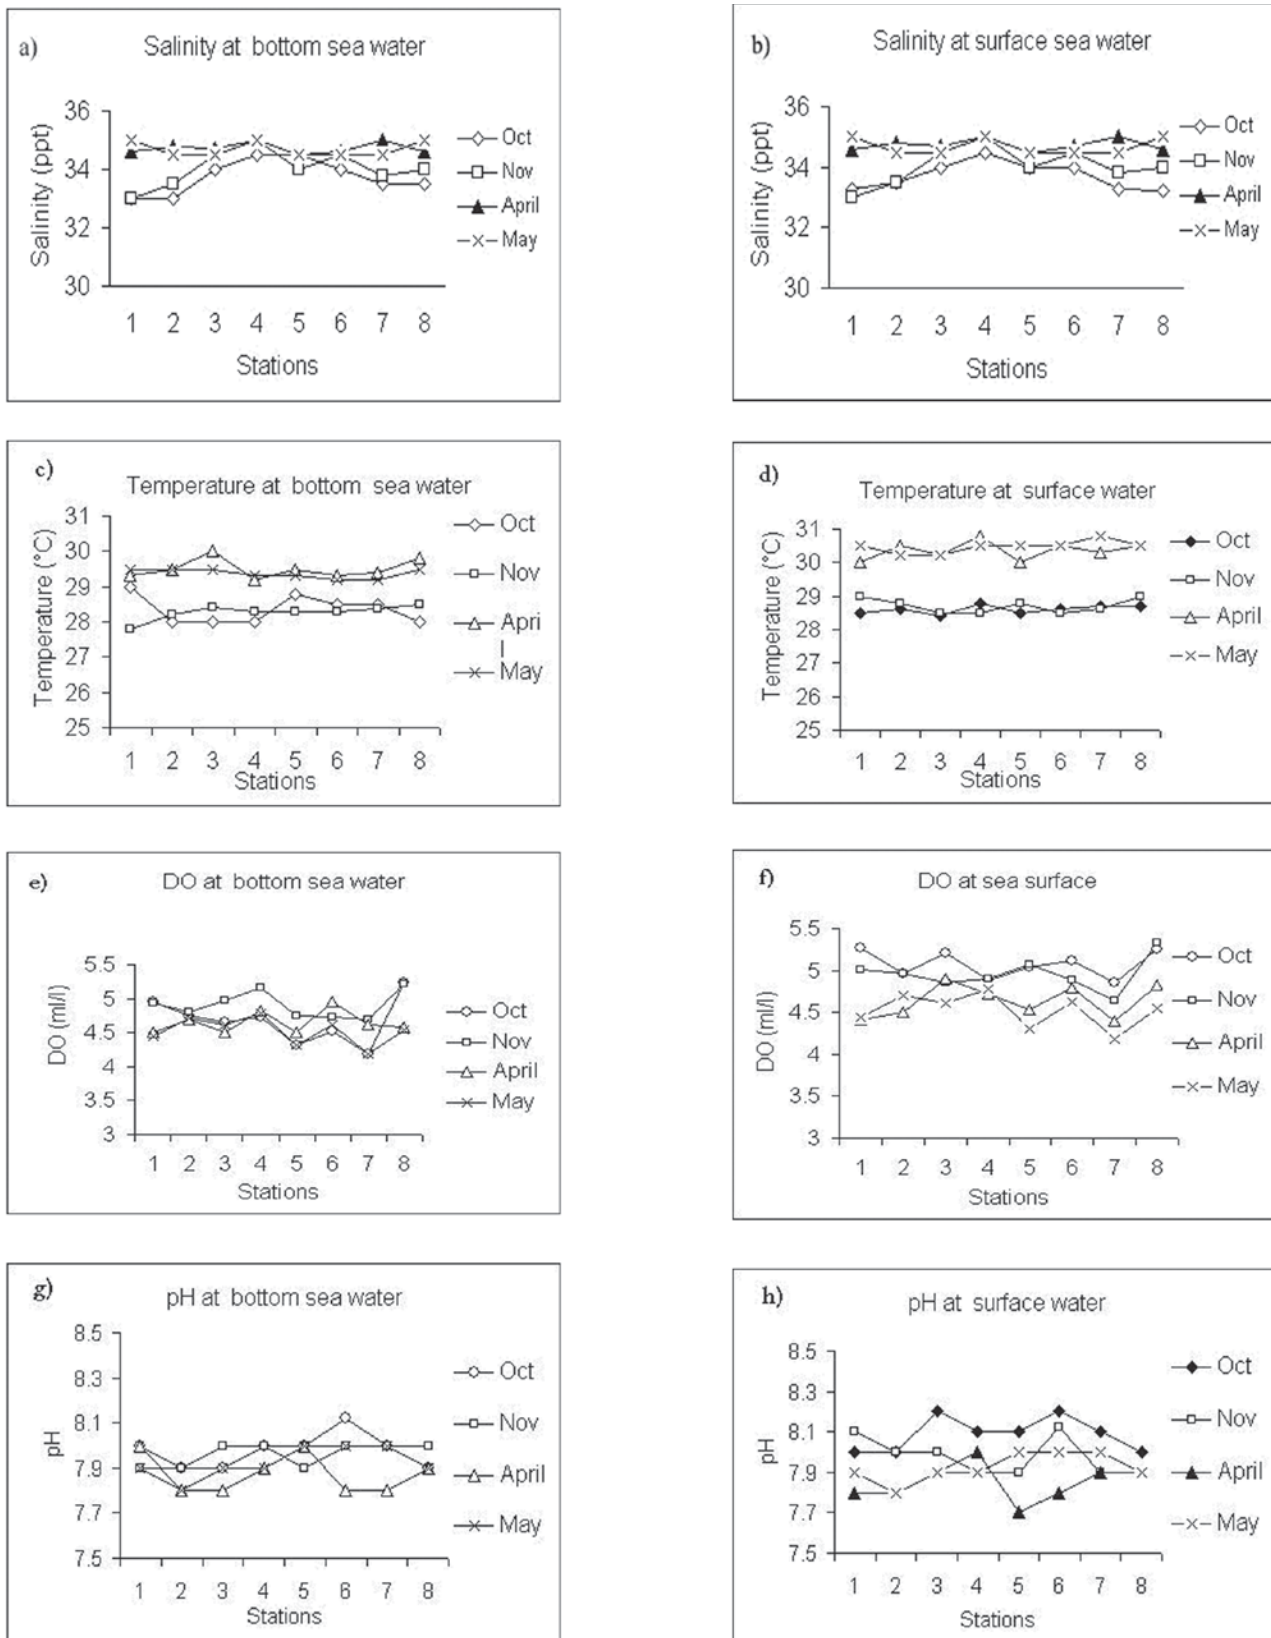 a)
Salinity at bottom sea water
Salinity (ppt)
36
34
32
30
1 2 3 4 5 6 7 8
Stations
Oct
Nov
April
May
b)
Salinity at surface sea water
Salinity (ppt)
36
34
32
30
1 2 3 4 5 6 7 8
Stations
Oct
Nov
April
May
c)
Temperature at bottom sea water
Temperature (°C)
31
30
29
28
27
26
25
1 2 3 4 5 6 7 8
Stations
Oct
Nov
Apri
l
May
d)
Temperature at surface water
Temperature (°C)
31
30
29
28
27
26
25
1 2 3 4 5 6 7 8
Stations
Oct
Nov
April
May
e)
DO at bottom sea water
DO (ml/l)
5.5
5
4.5
4
3.5
3
1 2 3 4 5 6 7 8
Stations
Oct
Nov
April
May
f)
DO at sea surface
DO (ml/l)
5.5
5
4.5
4
3.5
3
1 2 3 4 5 6 7 8
Stations
Oct
Nov
April
May
g)
pH at bottom sea water
pH
8.5
8.3
8.1
7.9
7.7
7.5
1 2 3 4 5 6 7 8
Stations
Oct
Nov
April
May
h)
pH at surface water
pH
8.5
8.3
8.1
7.9
7.7
7.5
1 2 3 4 5 6 7 8
Stations
Oct
Nov
April
May